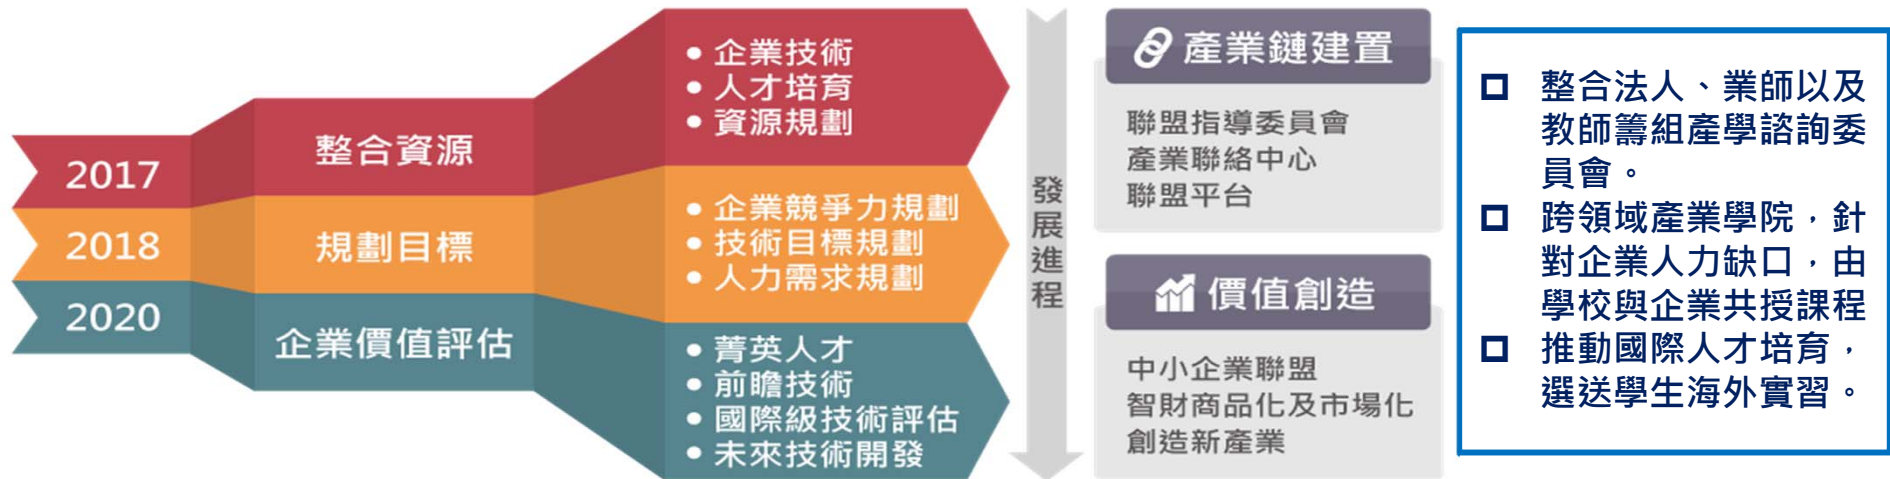 2017
整合資源
• 企業技術
• 人才培育
• 資源規劃
2018
規劃目標
• 企業競爭力規劃
• 技術目標規劃
• 人力需求規劃
2020
企業價值評估
• 菁英人才
• 前瞻技術
• 國際級技術評估
• 未來技術開發
發展進程
產業鏈建置
聯盟指導委員會
產業聯絡中心
聯盟平台
價值創造
中小企業聯盟
智財商品化及市場化
創造新產業
整合法人、業師以及
教師籌組產學諮詢委
員會。
跨領域產業學院,針
對企業人力缺口,由
學校與企業共授課程
推動國際人才培育,
選送學生海外實習。